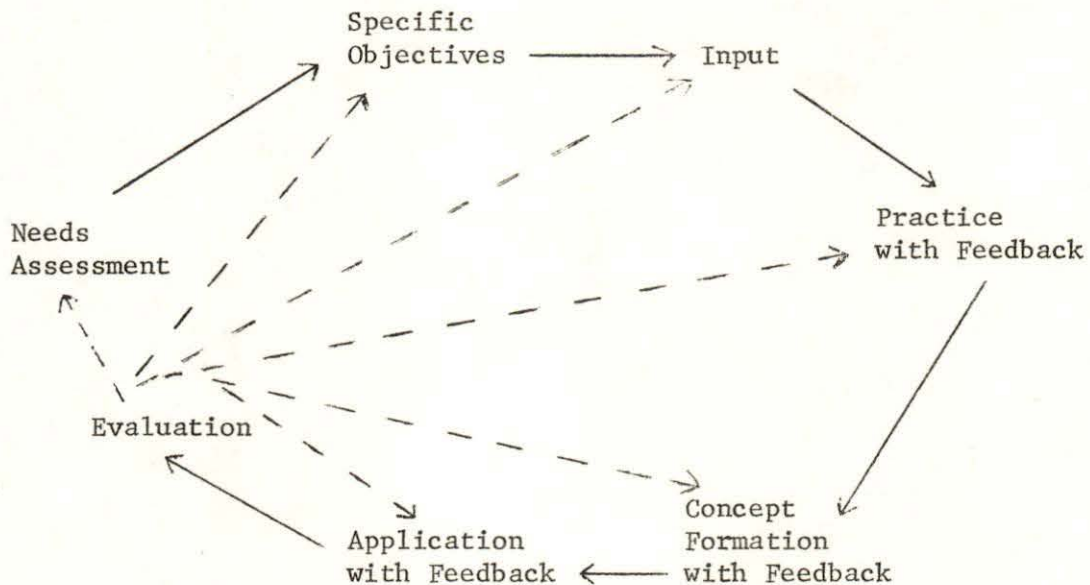 Specific
Objectives
Input
Practice
with Feedback
Concept
Formation
with Feedback
Application
with Feedback
Evaluation
Needs
Assessment